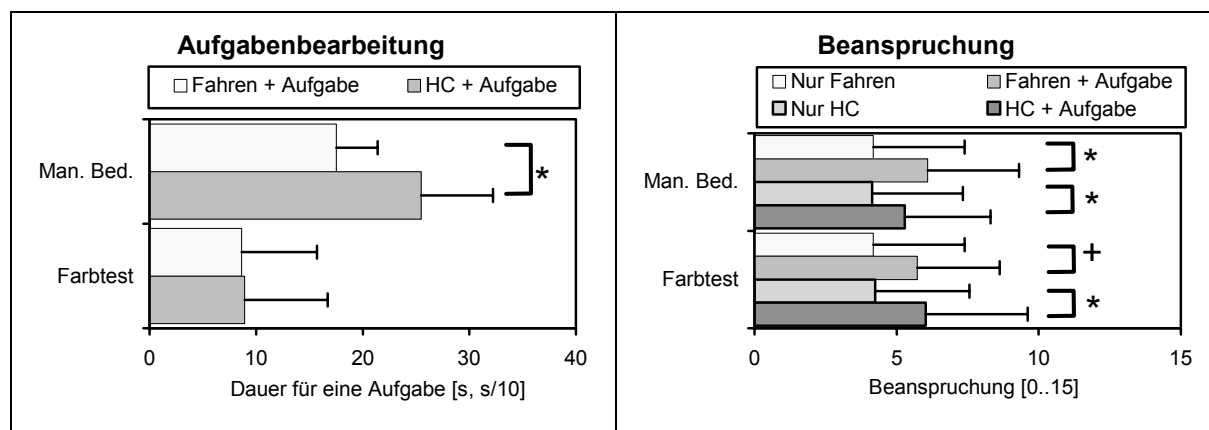 Aufgabenbearbeitung
Fahren + Aufgabe HC + Aufgabe
Man. Bed.
*
Farbtest
0 10 20 30 40
Dauer für eine Aufgabe [s, s/10]
Beanspruchung
Nur Fahren Fahren + Aufgabe
Nur HC HC + Aufgabe
*
Man. Bed.
*
+
Farbtest
*
0 5 10 15
Beanspruchung [0..15]